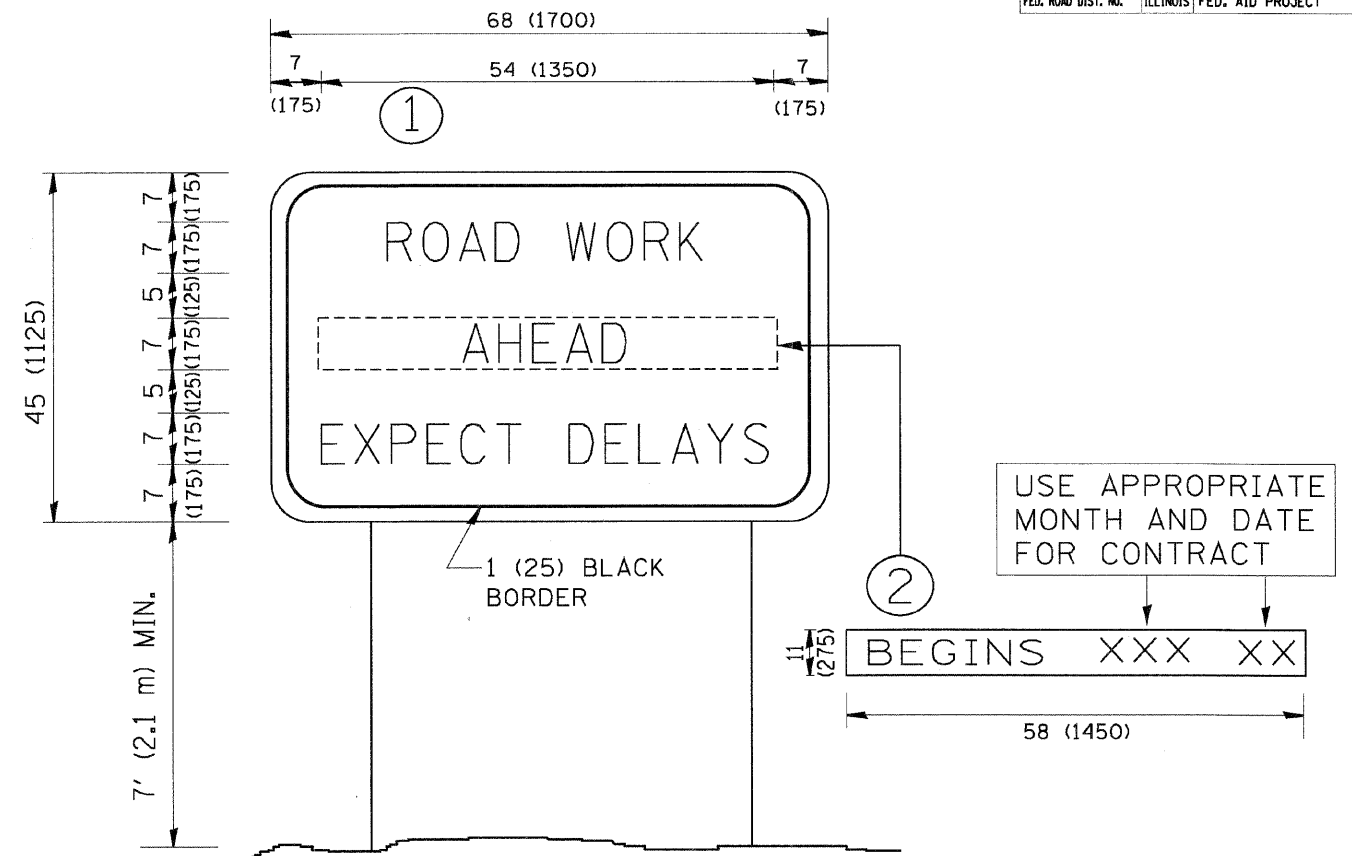 FED. ROAD DIST. NO. ILLINOIS FED. AID PROJECT
68 (1700)
7 54 (1350) 7
(175) (175)
1
45 (1125)
7 (175)
7 (175)
5 (125)
7 (175)
5 (125)
7 (175)
7 (175)
ROAD WORK
AHEAD
EXPECT DELAYS
1 (25) BLACK
BORDER
7' (2.1 m) MIN.
USE APPROPRIATE
MONTH AND DATE
FOR CONTRACT
2
11
(275)
BEGINS XXX XX
58 (1450)